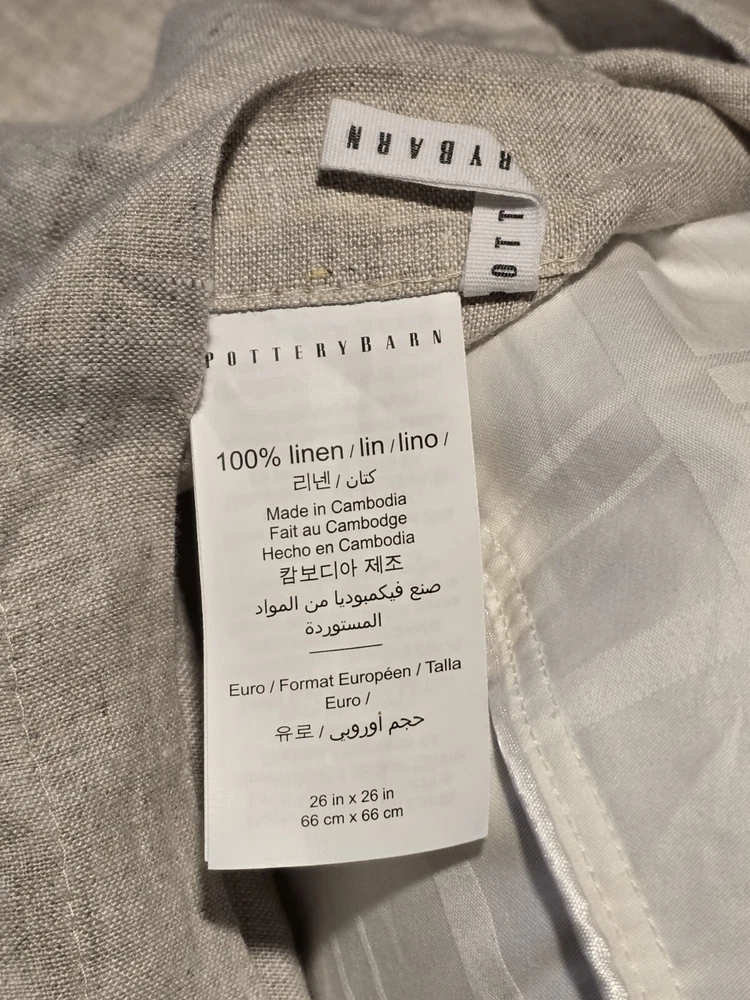 RYBARN
OTT
POTTERYBARN
100% linen / lin / lino /
리넨 / كتان
Made in Cambodia
Fait au Cambodge
Hecho en Cambodia
캄보디아 제조
صنع فيكمبوديا من المواد
المستوردة
Euro / Format Européen / Talla
Euro /
유로 / حجم أوروبي
26 in x 26 in
66 cm x 66 cm